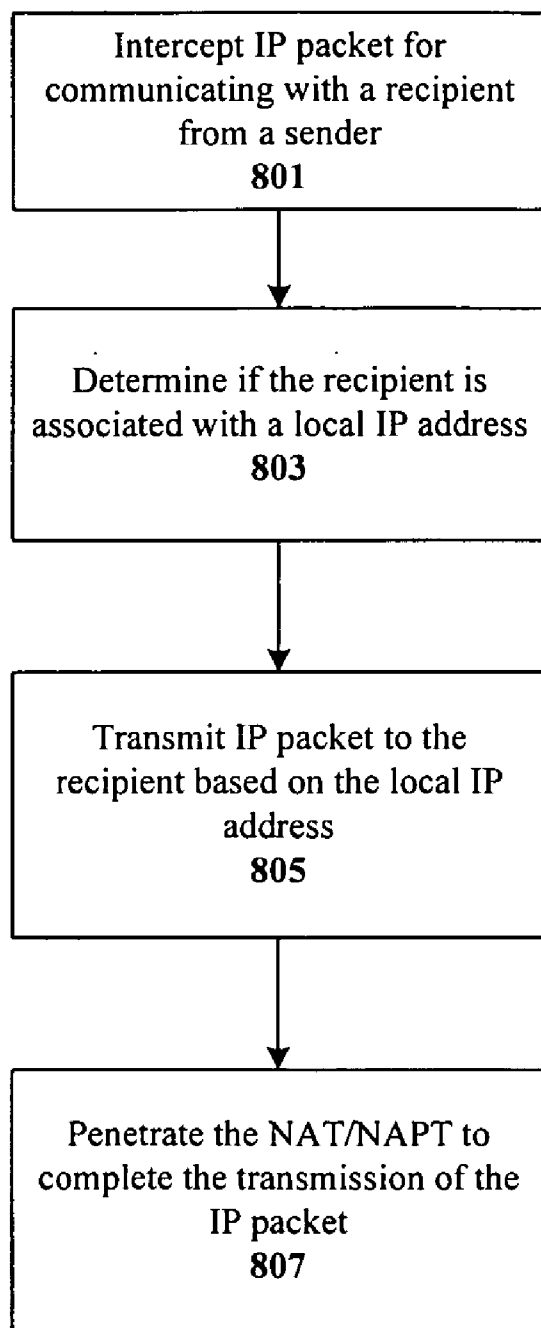 Intercept IP packet for
communicating with a recipient
from a sender
801
Determine if the recipient is
associated with a local IP address
803
Transmit IP packet to the
recipient based on the local IP
address
805
Penetrate the NAT/NAPT to
complete the transmission of the
IP packet
807